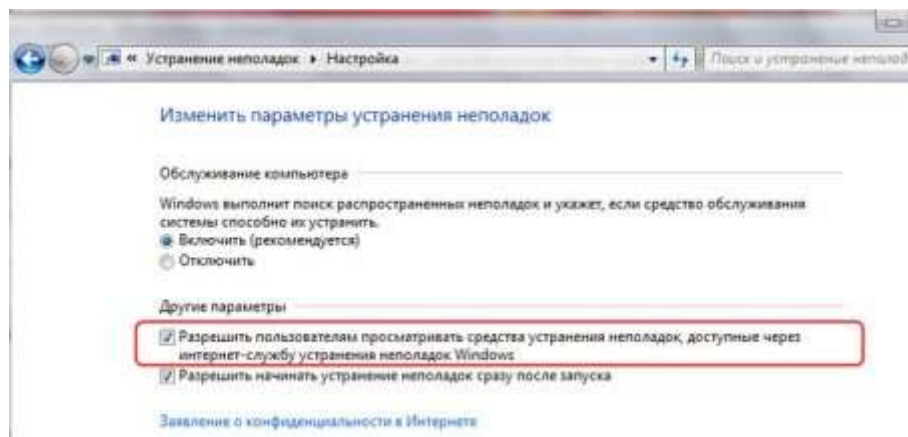 « Устранение неполадок ▸ Настройка
Поиск и устранение неполад
Изменить параметры устранения неполадок
Обслуживание компьютера
Windows выполнит поиск распространенных неполадок и укажет, если средство обслуживания
системы способно их устранить.
Включить (рекомендуется)
Отключить
Другие параметры
Разрешить пользователям просматривать средства устранения неполадок, доступные через
интернет-службу устранения неполадок Windows
Разрешить начинать устранение неполадок сразу после запуска
Заявление о конфиденциальности в Интернете